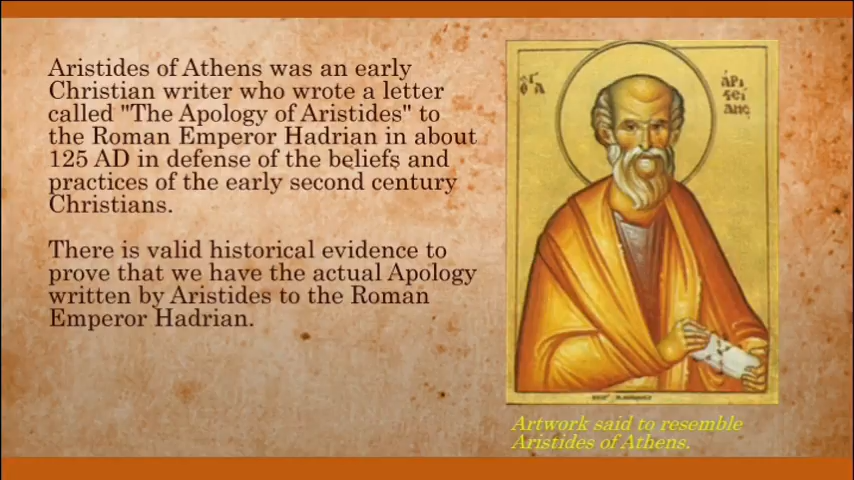 Aristides of Athens was an early
Christian writer who wrote a letter
called "The Apology of Aristides" to
the Roman Emperor Hadrian in about
125 AD in defense of the beliefs and
practices of the early second century
Christians.
There is valid historical evidence to
prove that we have the actual Apology
written by Aristides to the Roman
Emperor Hadrian.
ἀρι
ςεί
Artwork said to resemble
Aristides of Athens.